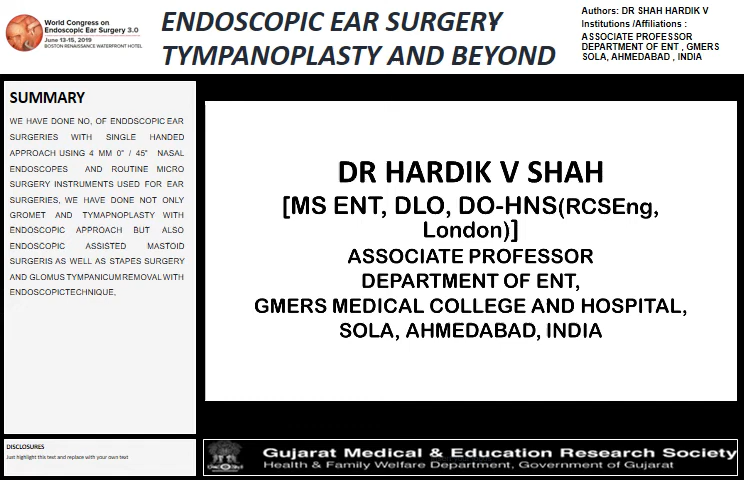 World Congress on
Endoscopic Ear Surgery 3.0
June 13-15, 2019
BOSTON RENAISSANCE WATERFRONT HOTEL
ENDOSCOPIC EAR SURGERY
TYMPANOPLASTY AND BEYOND
Authors: DR SHAH HARDIK V
Institutions /Affiliations :
ASSOCIATE PROFESSOR
DEPARTMENT OF ENT , GMERS
SOLA, AHMEDABAD , INDIA
SUMMARY
WE HAVE DONE NO, OF ENDDSCOPIC EAR
SURGERIES WITH SINGLE HANDED
APPROACH USING 4 MM 0" / 45" NASAL
ENDOSCOPES AND ROUTINE MICRO
SURGERY INSTRUMENTS USED FOR EAR
SURGERIES, WE HAVE DONE NOT ONLY
GROMET AND TYMAPNOPLASTY WITH
ENDOSCOPIC APPROACH BUT ALSO
ENDOSCOPIC ASSISTED MASTOID
SURGERIS AS WELL AS STAPES SURGERY
AND GLOMUS TYMPANICUM REMOVAL WITH
ENDOSCOPICTECHNIQUE,
DR HARDIK V SHAH
[MS ENT, DLO, DO-HNS(RCSEng,
London)]
ASSOCIATE PROFESSOR
DEPARTMENT OF ENT,
GMERS MEDICAL COLLEGE AND HOSPITAL,
SOLA, AHMEDABAD, INDIA
DISCLOSURES
Just highlight this text and replace with your own text
Gujarat Medical & Education Research Society
Health & Family Welfare Department, Government of Gujarat